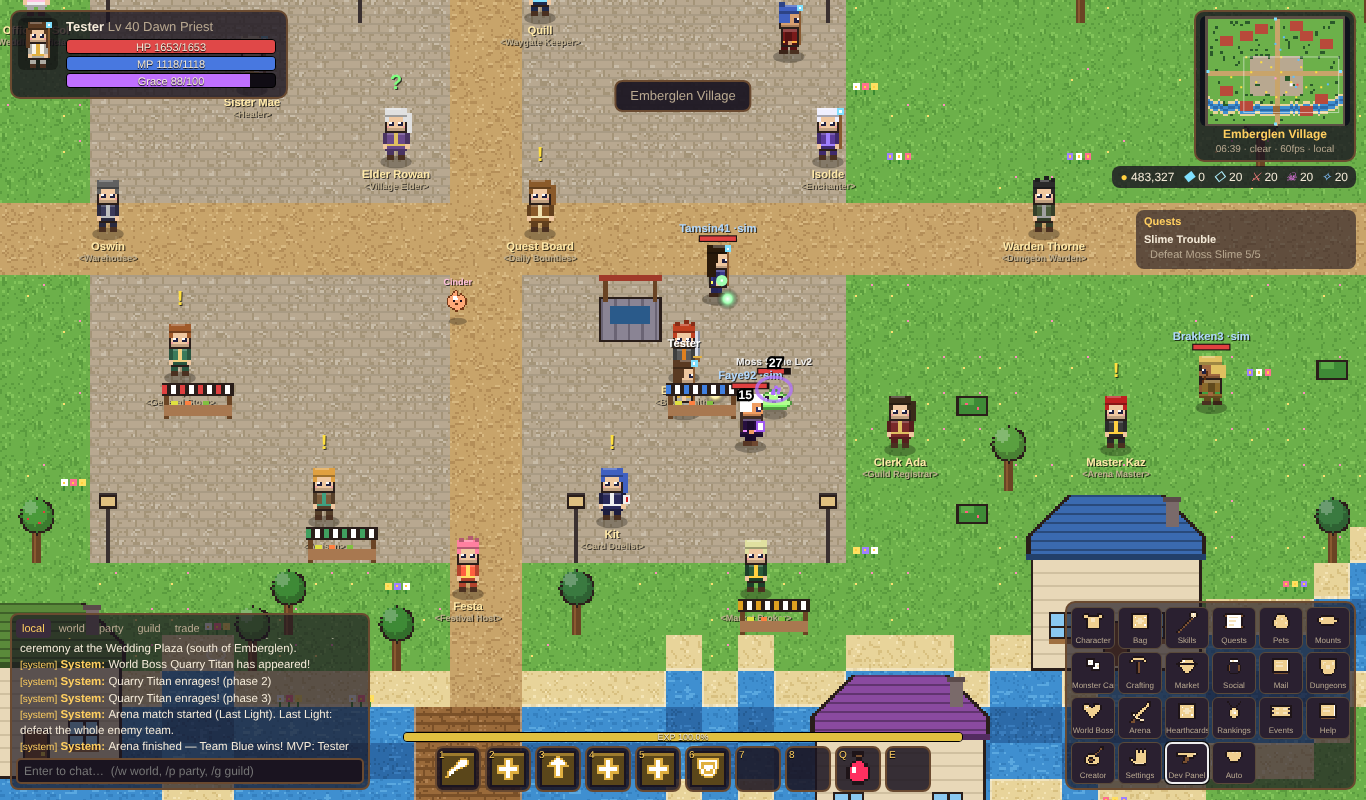 Tester Lv 40 Dawn Priest
HP 1653/1653
MP 1118/1118
Grace 88/100
Sister Mae
<Healer>
Quill
<Waygate Keeper>
?
Elder Rowan
<Village Elder>
Emberglen Village
Isolde
<Enchanter>
Emberglen Village
06:39 · clear · 60fps · local
483,327 0 20 20 20 20
Quests
Slime Trouble
Defeat Moss Slime 5/5
Oswin
<Warehouse>
!
Quest Board
<Daily Bounties>
Tamsin41 ·sim
Warden Thorne
<Dungeon Warden>
Cinder
!
Tester
Lv2
27
Faye92 ·sim
15
Brakken3 ·sim
!
Clerk Ada
<Guild Registrar>
Master Kaz
<Arena Master>
!
!
Kit
<Card Duelist>
Festa
<Festival Host>
local world party guild trade
ceremony at the Wedding Plaza (south of Emberglen).
[system] System: World Boss Quarry Titan has appeared!
[system] System: Quarry Titan enrages! (phase 2)
[system] System: Quarry Titan enrages! (phase 3)
[system] System: Arena match started (Last Light). Last Light:
defeat the whole enemy team.
[system] System: Arena finished — Team Blue wins! MVP: Tester
Enter to chat… (/w world, /p party, /g guild)
EXP 100.0%
1 2 3 4 5 6 7 8 Q E
Character Bag Skills Quests Pets Mounts
Monster Ca Crafting Market Social Mail Dungeons
World Boss Arena Hearthcards Rankings Events Help
Creator Settings Dev Panel Auto